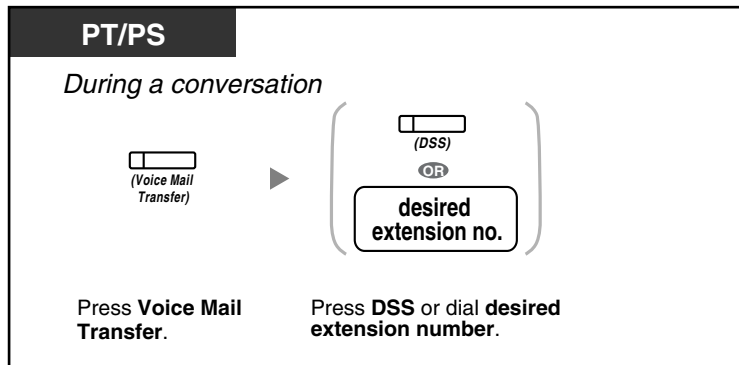 PT/PS
During a conversation
(Voice Mail
Transfer)
(DSS)
OR
desired
extension no.
Press Voice Mail
Transfer.
Press DSS or dial desired
extension number.